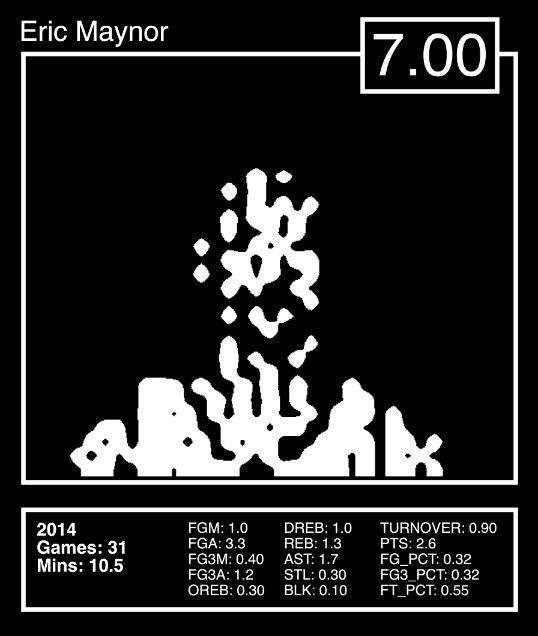 Eric Maynor
7.00
2014
Games: 31
Mins: 10.5
FGM: 1.0
FGA: 3.3
FG3M: 0.40
FG3A: 1.2
OREB: 0.30
DREB: 1.0
REB: 1.3
AST: 1.7
STL: 0.30
BLK: 0.10
TURNOVER: 0.90
PTS: 2.6
FG_PCT: 0.32
FG3_PCT: 0.32
FT_PCT: 0.55